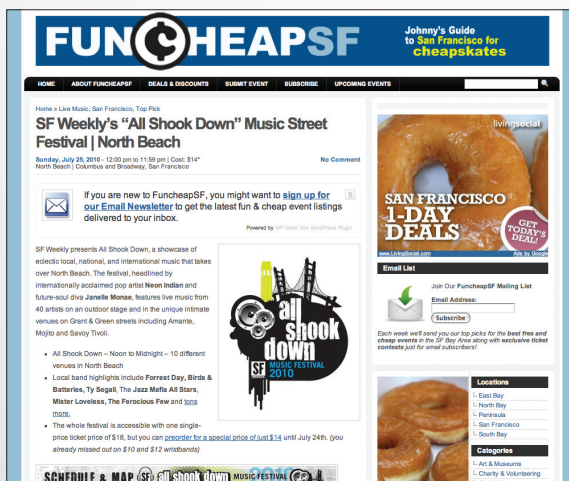 FUNCHEAPSF
Johnny's Guide
to San Francisco for
cheapskates
HOME ABOUT FUNCHEAPSF DEALS & DISCOUNTS SUBMIT EVENT SUBSCRIBE UPCOMING EVENTS
Home » Live Music, San Francisco, Top Pick
SF Weekly's “All Shook Down” Music Street
Festival | North Beach
Sunday, July 25, 2010 - 12:00 pm to 11:59 pm | Cost: $14*
No Comment
North Beach | Columbus and Broadway, San Francisco
If you are new to FuncheapSF, you might want to sign up for
our Email Newsletter to get the latest fun & cheap event listings
delivered to your inbox.
X
Powered by WP Greet Box WordPress Plugin
SF Weekly presents All Shook Down, a showcase of
eclectic local, national, and international music that takes
over North Beach. The festival, headlined by
internationally acclaimed pop artist Neon Indian and
future-soul diva Janelle Monae, features live music from
40 artists on an outdoor stage and in the unique intimate
venues on Grant & Green streets including Amante,
Mojito and Savoy Tivoli.
All Shook Down – Noon to Midnight – 10 different
venues in North Beach
Local band highlights include Forrest Day, Birds &
Batteries, Ty Segall, The Jazz Mafia All Stars,
Mister Loveless, The Ferocious Few and tons
more.
The whole festival is accessible with one single-
price ticket price of $18, but you can preorder for a special price of just $14 until July 24th. (you
already missed out on $10 and $12 wristbands)
all
shook
down
SF MUSIC FESTIVAL
2010
SCHEDULE & MAP SF all shook down MUSIC FESTIVAL
2010
livingsocial
SAN FRANCISCO
1-DAY
DEALS
GET
TODAY'S
DEAL!
www.LivingSocial.com
Ads by Google
Email List
Join Our FuncheapSF Mailing List
Email Address:
Subscribe
Each week we'll send you our top picks for the best free and
cheap events in the SF Bay Area along with exclusive ticket
contests just for email subscribers!
Locations
East Bay
North Bay
Peninsula
San Francisco
South Bay
Categories
Art & Museums
Charity & Volunteering